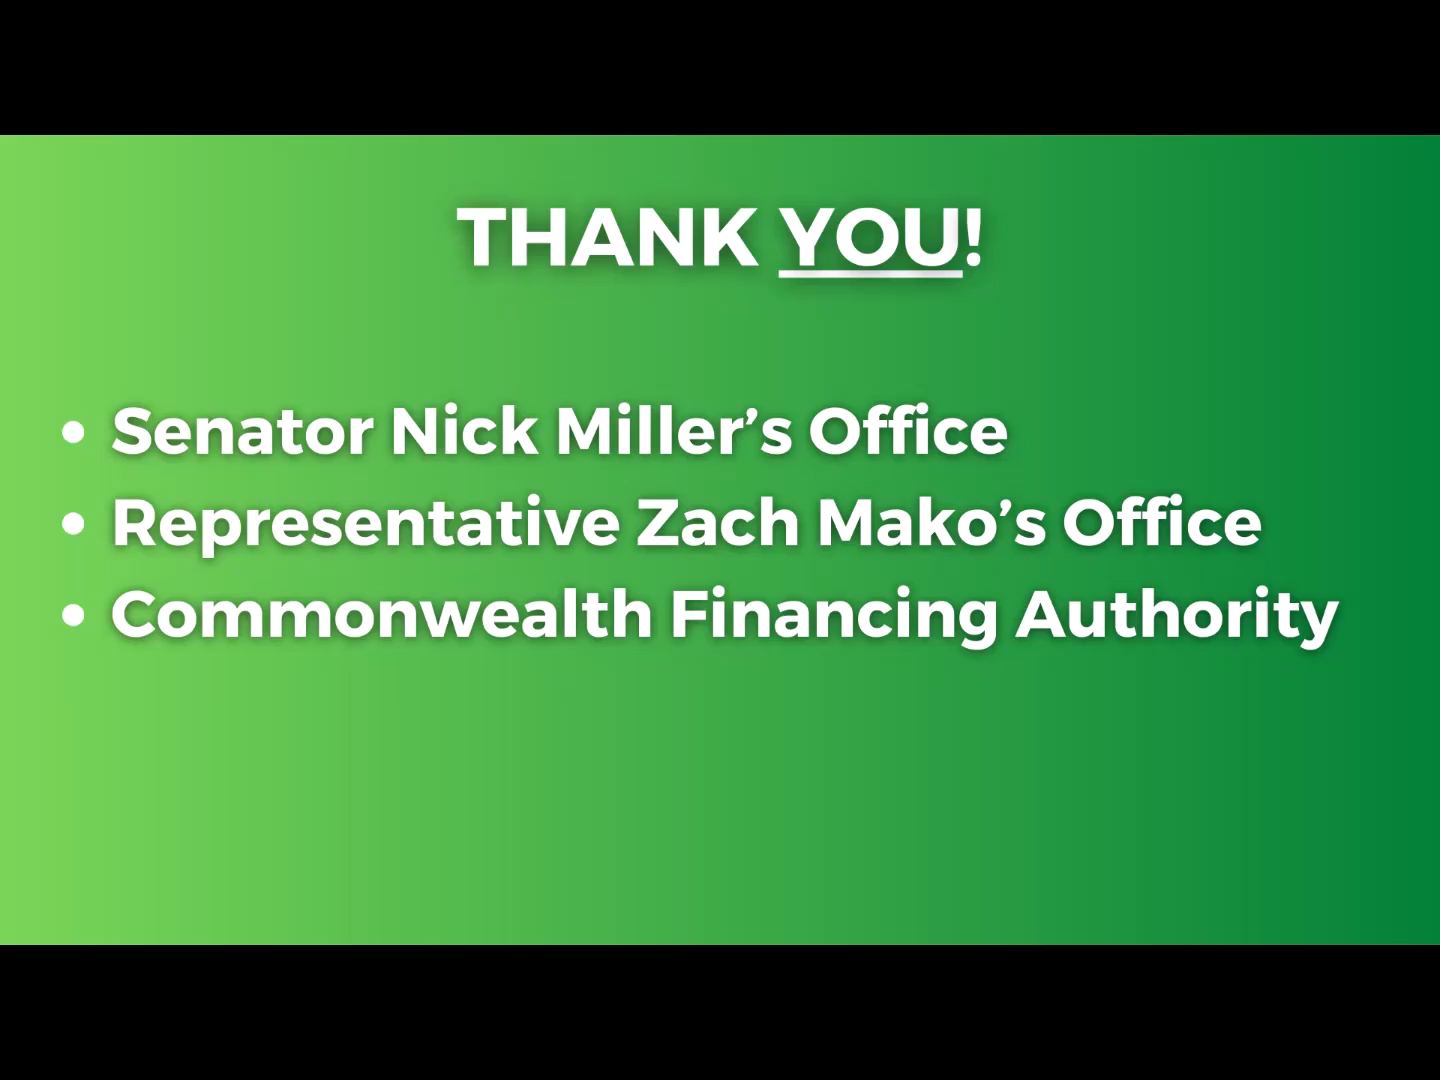 THANK YOU!
• Senator Nick Miller’s Office
• Representative Zach Mako’s Office
• Commonwealth Financing Authority